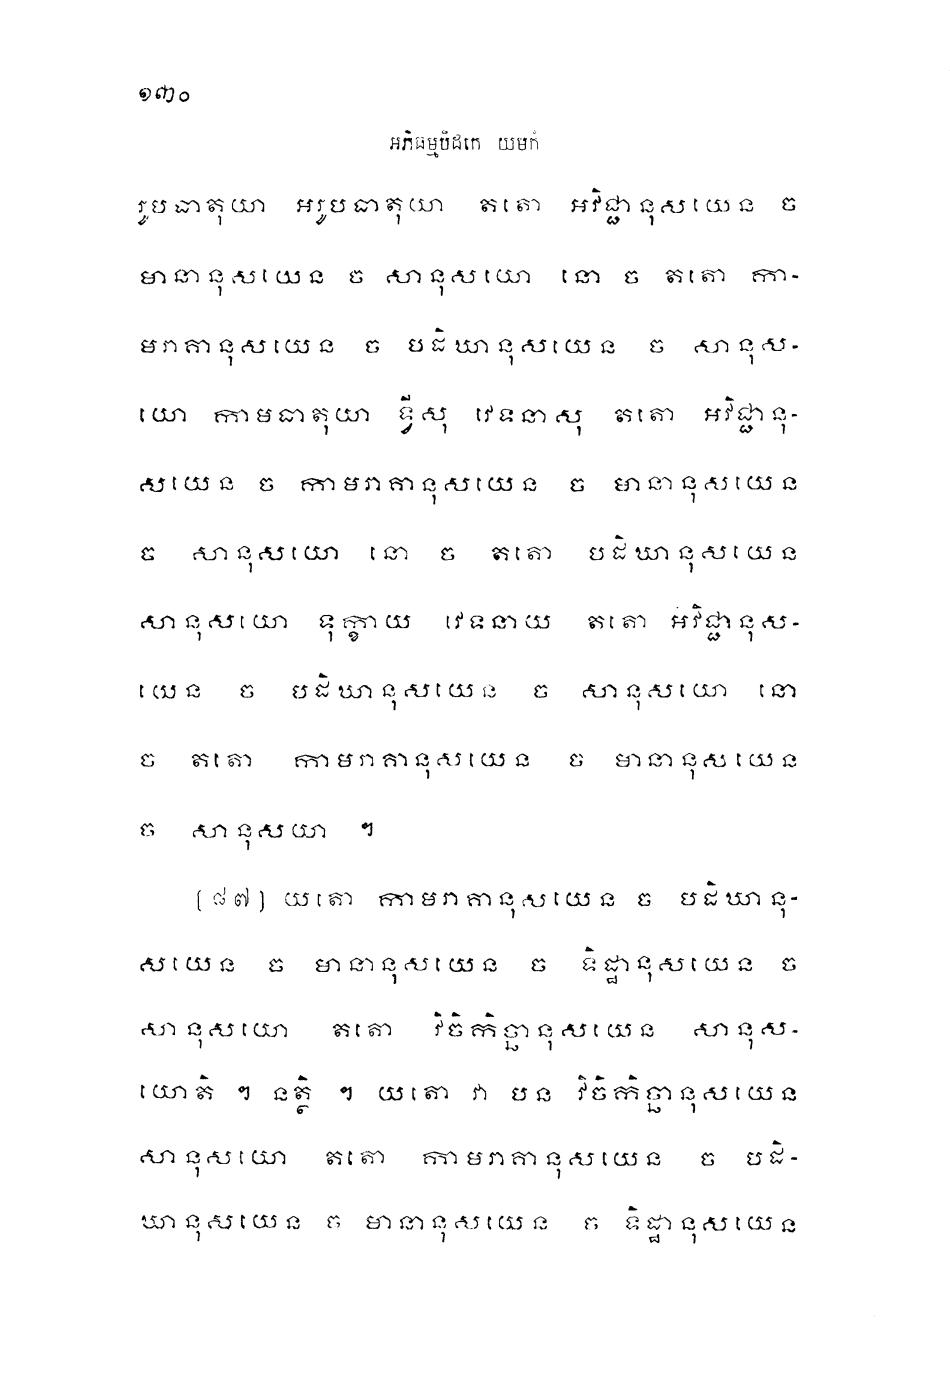 ១៣០
អភិធម្មបិដកេ យមកំ
រូបធាតុយា អរូបធាតុយា តតោ អវិជ្ជានុសយេន ច
មានានុសយេន ច សានុសយោ នោ ច តតោ កា-
មរាគានុសយេន ច បដិឃានុសយេន ច សានុស-
យោ កាមធាតុយា ទ្វីសុ វេទនាសុ តតោ អវិជ្ជានុ-
សយេន ច កាមរាគានុសយេន ច មានានុសយេន
ច សានុសយោ នោ ច តតោ បដិឃានុសយេន
សានុសយោ ទុក្ខាយ វេទនាយ តតោ អវិជ្ជានុស-
យេន ច បដិឃានុសយេន ច សានុសយោ នោ
ច តតោ កាមរាគានុសយេន ច មានានុសយេន
ច សានុសយោ ។
(៨៧) យតោ កាមរាគានុសយេន ច បដិឃានុ-
សយេន ច មានានុសយេន ច ទិដ្ឋានុសយេន ច
សានុសយោ តតោ វិចិកិច្ឆានុសយេន សានុស-
យោតិ ។ នត្ថិ ។ យតោ វា បន វិចិកិច្ឆានុសយេន
សានុសយោ តតោ កាមរាគានុសយេន ច បដិ-
ឃានុសយេន ច មានានុសយេន ច ទិដ្ឋានុសយេន